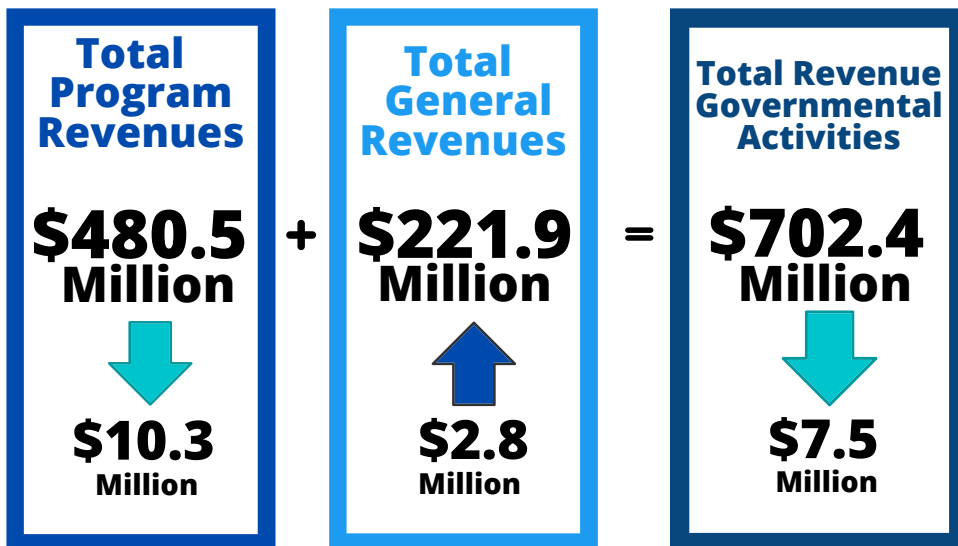 Total
Program
Revenues
$480.5
Million
$10.3
Million
+
Total
General
Revenues
$221.9
Million
$2.8
Million
=
Total Revenue
Governmental
Activities
$702.4
Million
$7.5
Million